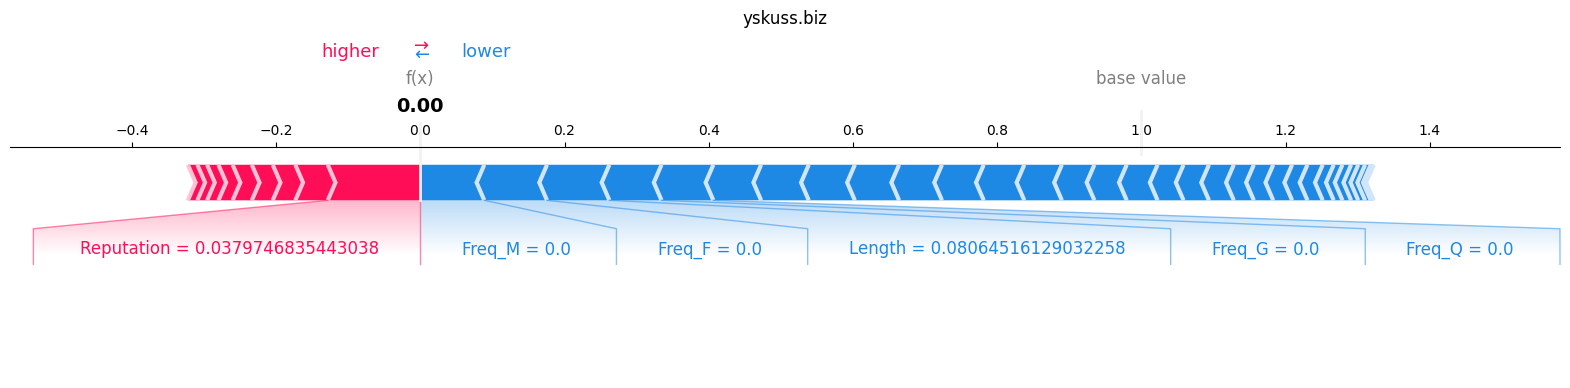 yskuss.biz
higher ⇄ lower
f(x) base value
0.00
−0.4 −0.2 0.0 0.2 0.4 0.6 0.8 1.0 1.2 1.4
Reputation = 0.0379746835443038 Freq_M = 0.0 Freq_F = 0.0 Length = 0.08064516129032258 Freq_G = 0.0 Freq_Q = 0.0